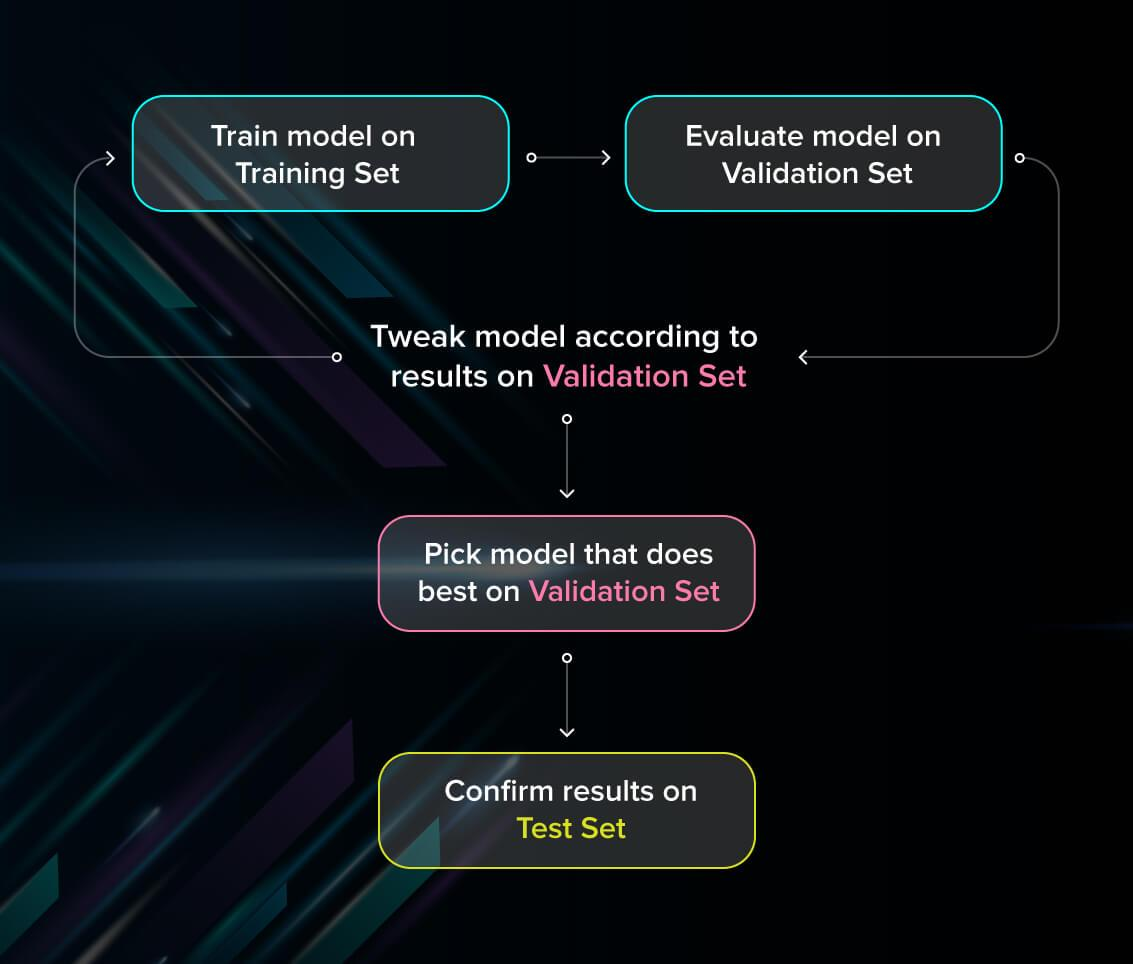 Train model on
Training Set
Evaluate model on
Validation Set
Tweak model according to
results on Validation Set
Pick model that does
best on Validation Set
Confirm results on
Test Set